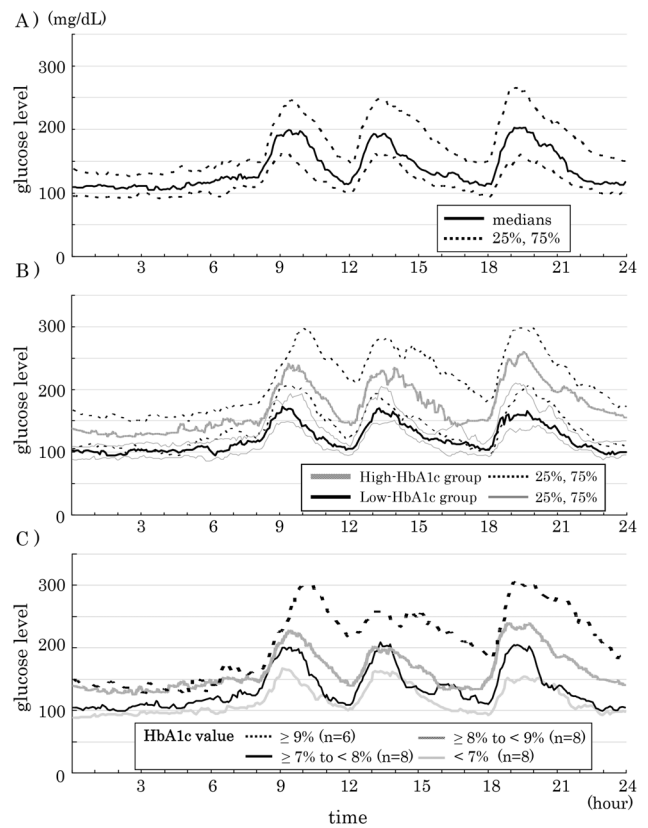 A) (mg/dL)
glucose level
300
200
100
0
3 6 9 12 15 18 21 24
medians
25%, 75%
B)
glucose level
300
200
100
0
3 6 9 12 15 18 21 24
High-HbA1c group 25%, 75%
Low-HbA1c group 25%, 75%
C)
glucose level
300
200
100
0
3 6 9 12 15 18 21 24
HbA1c value ≥ 9% (n=6) ≥ 8% to < 9% (n=8)
≥ 7% to < 8% (n=8) < 7% (n=8)
(hour)
time